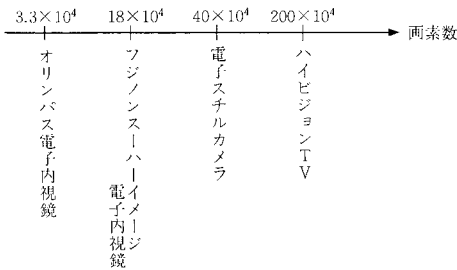 3.3×10⁴ 18×10⁴ 40×10⁴ 200×10⁴
画素数
オリンパス電子内視鏡
フジノンスーハーイメージ
電子内視鏡
電子スチルカメラ
ハイビジョンTV